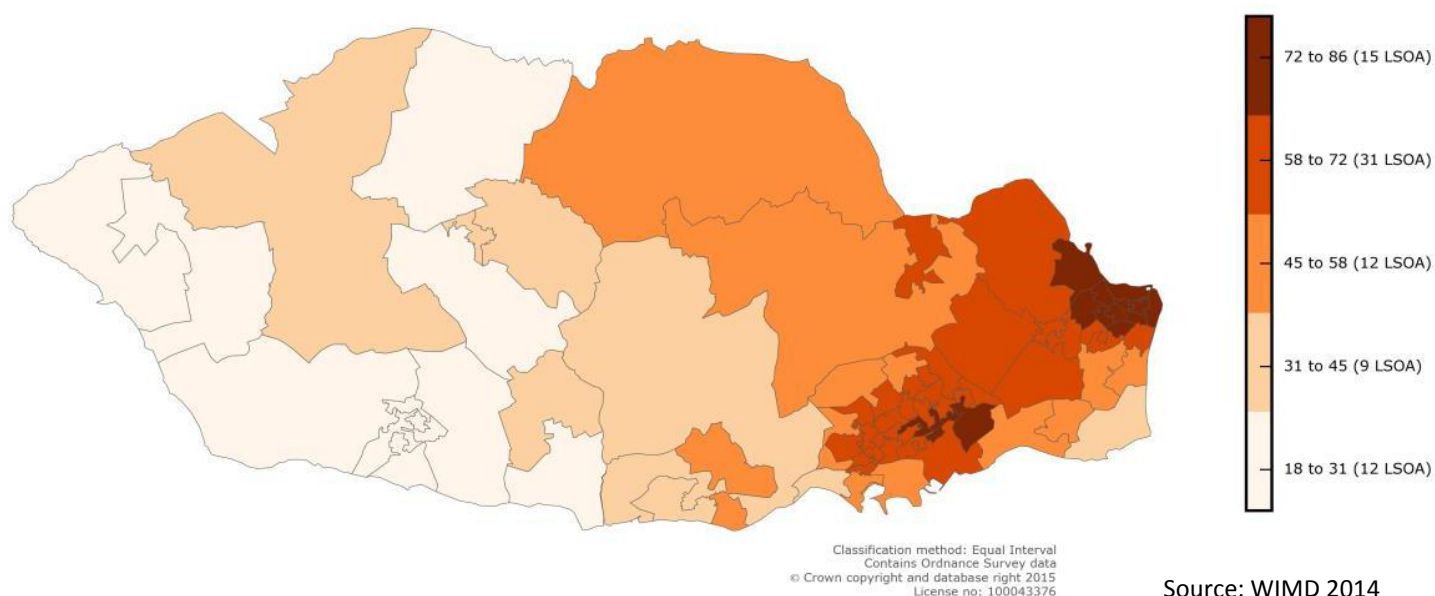 72 to 86 (15 LSOA)
58 to 72 (31 LSOA)
45 to 58 (12 LSOA)
31 to 45 (9 LSOA)
18 to 31 (12 LSOA)
Classification method: Equal Interval
Contains Ordnance Survey data
© Crown copyright and database right 2015
License no: 100043376
Source: WIMD 2014